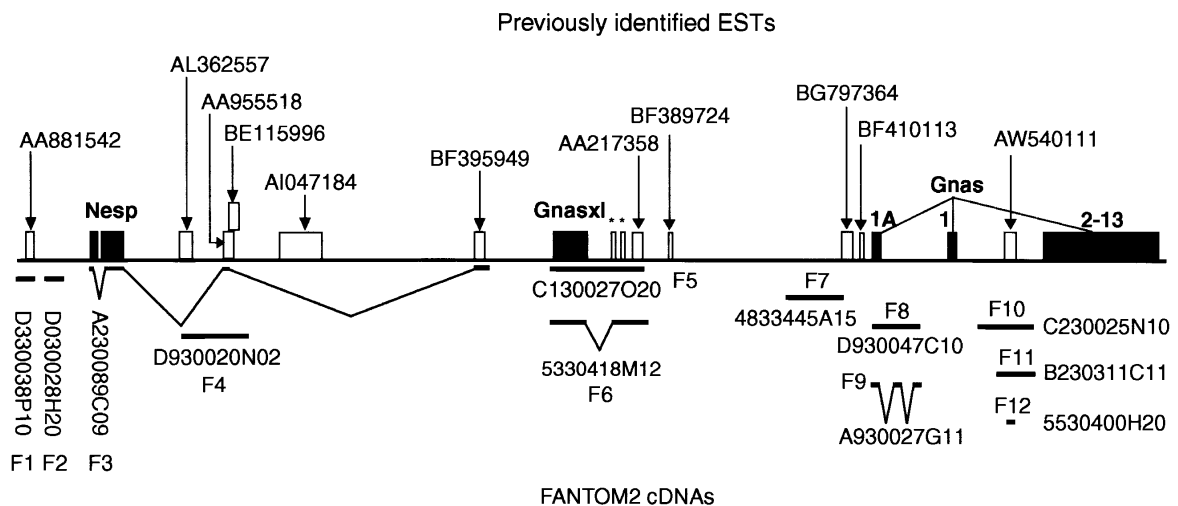 Previously identified ESTs
AL362557
AA955518
BE115996
AA881542
AI047184
BF395949
BF389724
AA217358
BG797364
BF410113
AW540111
Nesp
Gnasxl
* *
Gnas
1A
1
2-13
C130027O20
F5
F7
4833445A15
F8
D930047C10
F10
C230025N10
D930020N02
F4
5330418M12
F6
F9
A930027G11
F11
B230311C11
F12
5530400H20
D330038P10
D030028H20
A230089C09
F1
F2
F3
FANTOM2 cDNAs